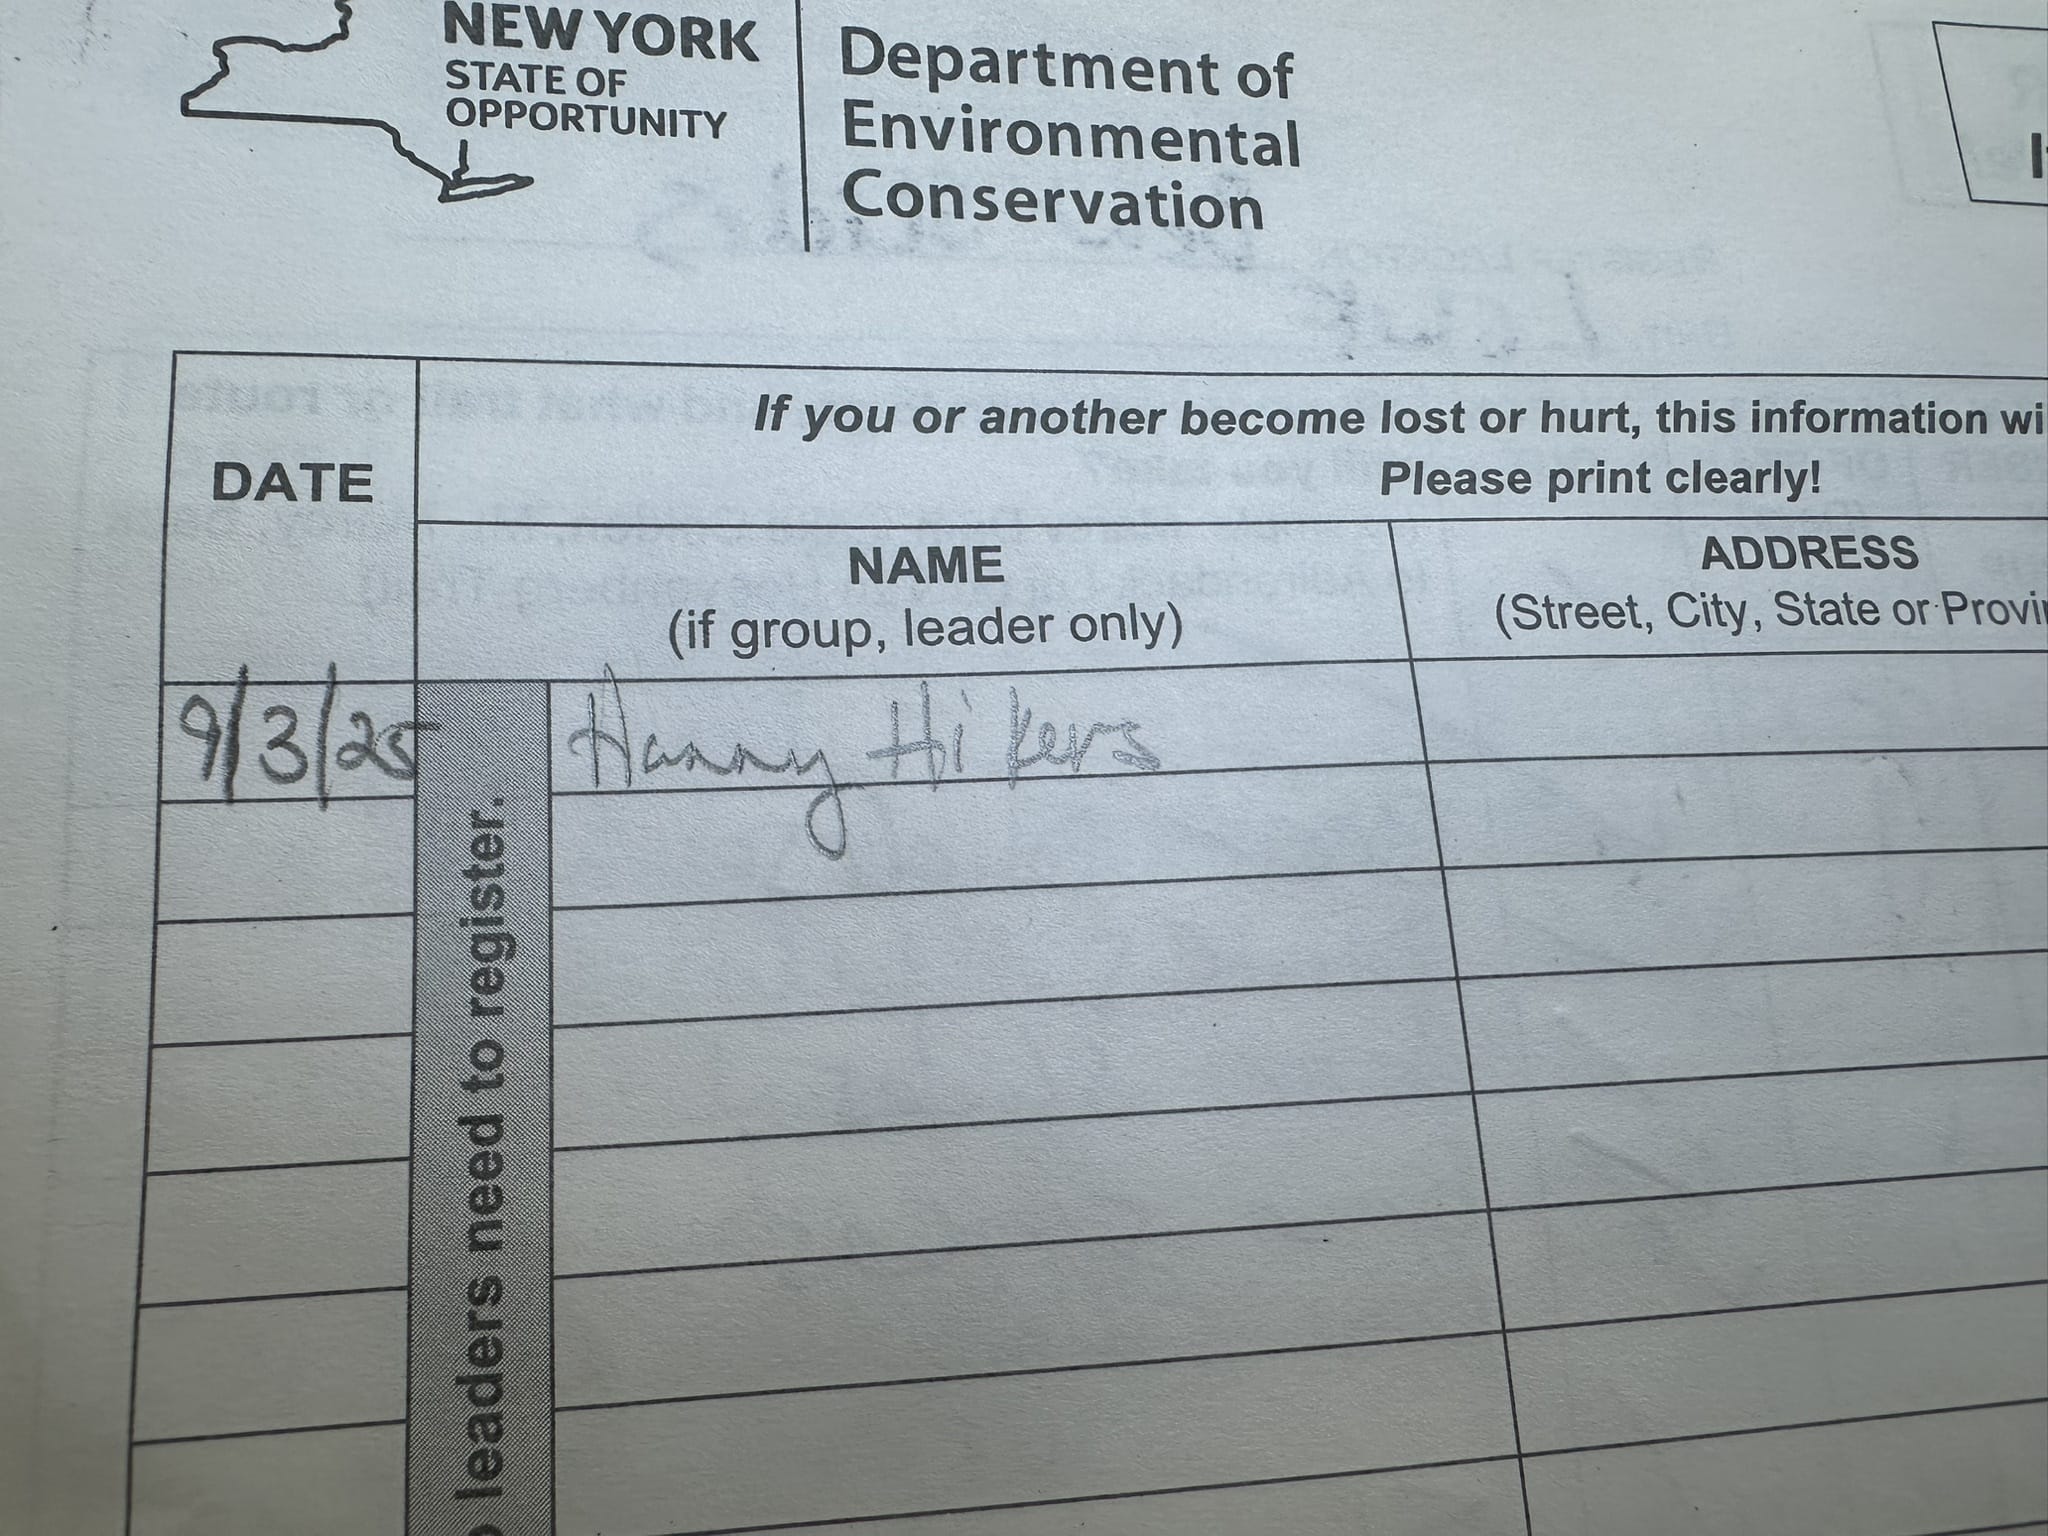 NEW YORK
STATE OF
OPPORTUNITY
Department of
Environmental
Conservation
DATE
If you or another become lost or hurt, this information wi
Please print clearly!
NAME
(if group, leader only)
ADDRESS
(Street, City, State or Provin
9/3/25
Hanny Hikers
leaders need to register.